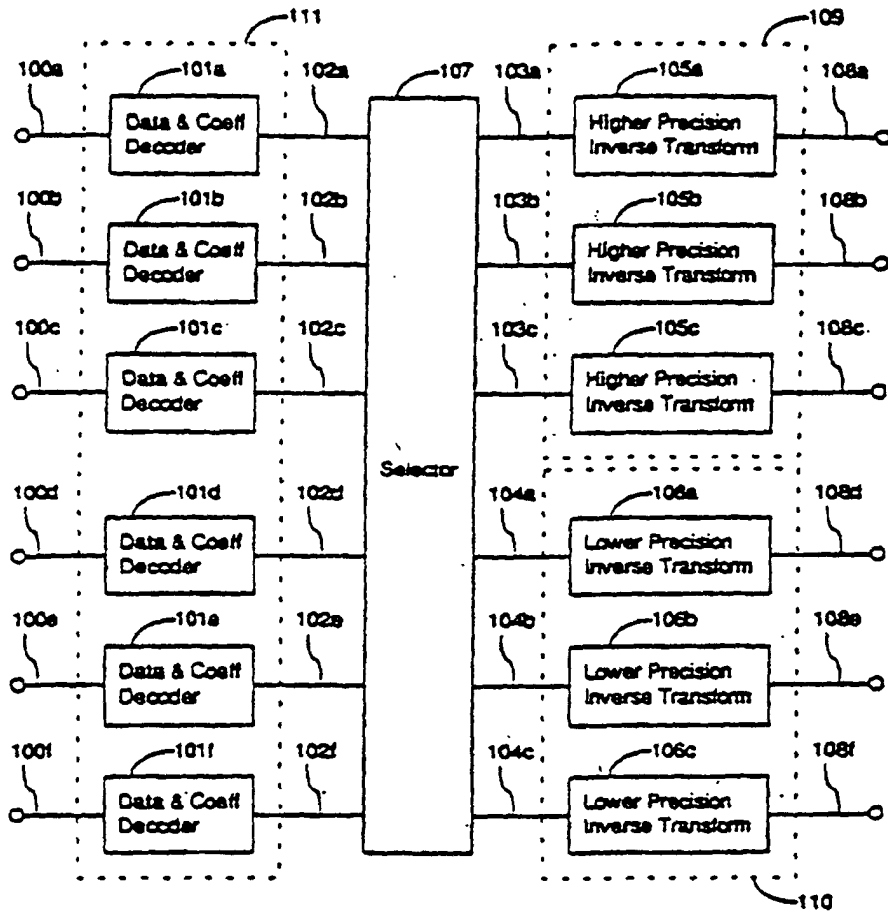 111
109
100a
101a
102a
107
103a
105a
108a
Data & Coeff
Decoder
Higher Precision
Inverse Transform
100b
101b
102b
103b
105b
108b
Data & Coeff
Decoder
Higher Precision
Inverse Transform
100c
101c
102c
103c
105c
108c
Data & Coeff
Decoder
Higher Precision
Inverse Transform
Selector
100d
101d
102d
104a
106a
108d
Data & Coeff
Decoder
Lower Precision
Inverse Transform
100e
101e
102e
104b
106b
108e
Data & Coeff
Decoder
Lower Precision
Inverse Transform
100f
101f
102f
104c
106c
108f
Data & Coeff
Decoder
Lower Precision
Inverse Transform
110